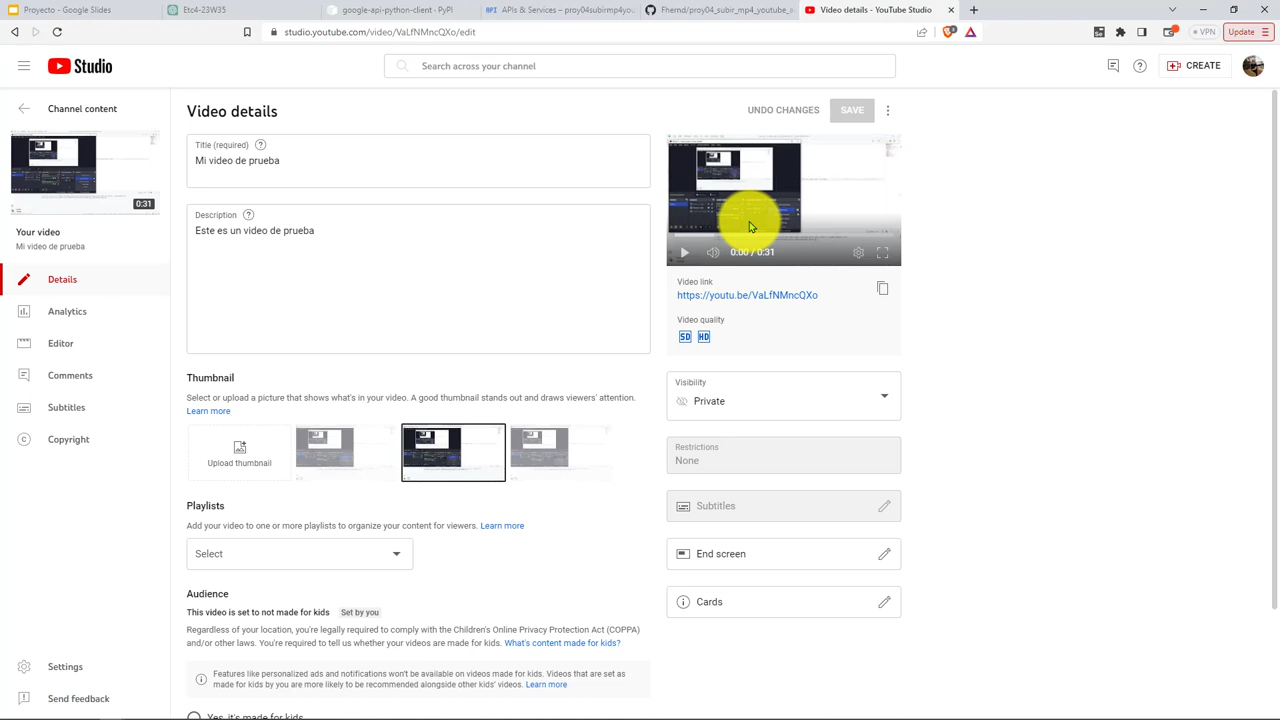 Proyecto - Google Slides
Etc4-23W35
google-api-python-client - PyPI
API APIs & Services – proy04subirmp4you
Fhernd/proy04_subir_mp4_youtube_a
Video details - YouTube Studio
studio.youtube.com/video/VaLfNMncQXo/edit
VPN
Update
Studio
Search across your channel
CREATE
Channel content
0:31
Your video
Mi video de prueba
Details
Analytics
Editor
Comments
Subtitles
Copyright
Settings
Send feedback
Video details
UNDO CHANGES
SAVE
Title (required)
Mi video de prueba
Description
Este es un video de prueba
Thumbnail
Select or upload a picture that shows what's in your video. A good thumbnail stands out and draws viewers' attention.
Learn more
Upload thumbnail
Playlists
Add your video to one or more playlists to organize your content for viewers. Learn more
Select
Audience
This video is set to not made for kids Set by you
Regardless of your location, you're legally required to comply with the Children's Online Privacy Protection Act (COPPA)
and/or other laws. You're required to tell us whether your videos are made for kids. What's content made for kids?
Features like personalized ads and notifications won't be available on videos made for kids. Videos that are set as
made for kids by you are more likely to be recommended alongside other kids' videos. Learn more
Yes, it's made for kids
0:00 / 0:31
Video link
https://youtu.be/VaLfNMncQXo
Video quality
SD HD
Visibility
Private
Restrictions
None
Subtitles
End screen
Cards